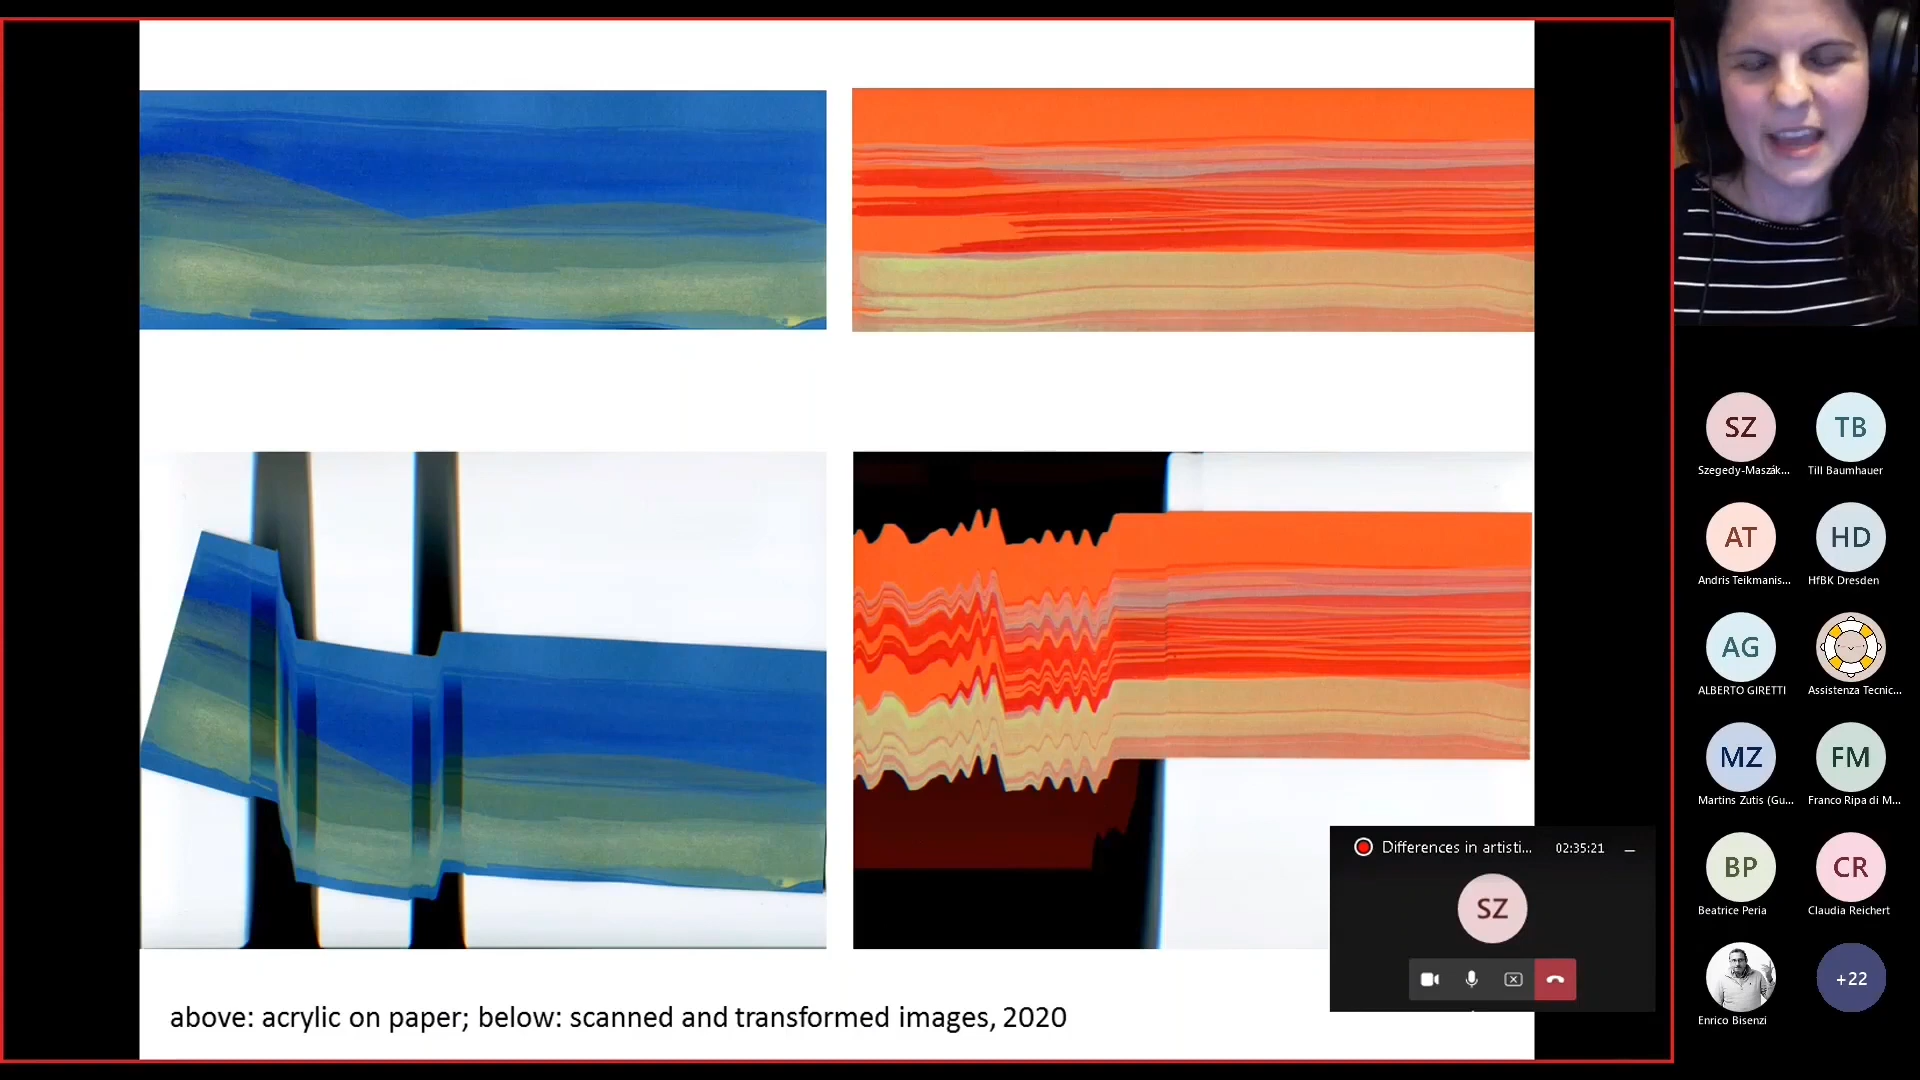 SZ
TB
Szegedy-Maszák...
Till Baumhauer
AT
HD
Andris Teikmanis...
HfBK Dresden
AG
ALBERTO GIRETTI
Assistenza Tecnic...
MZ
FM
Martins Zutis (Gu...
Franco Ripa di M...
BP
CR
Beatrice Peria
Claudia Reichert
+22
Enrico Bisenzi
Differences in artisti...
02:35:21
SZ
above: acrylic on paper; below: scanned and transformed images, 2020